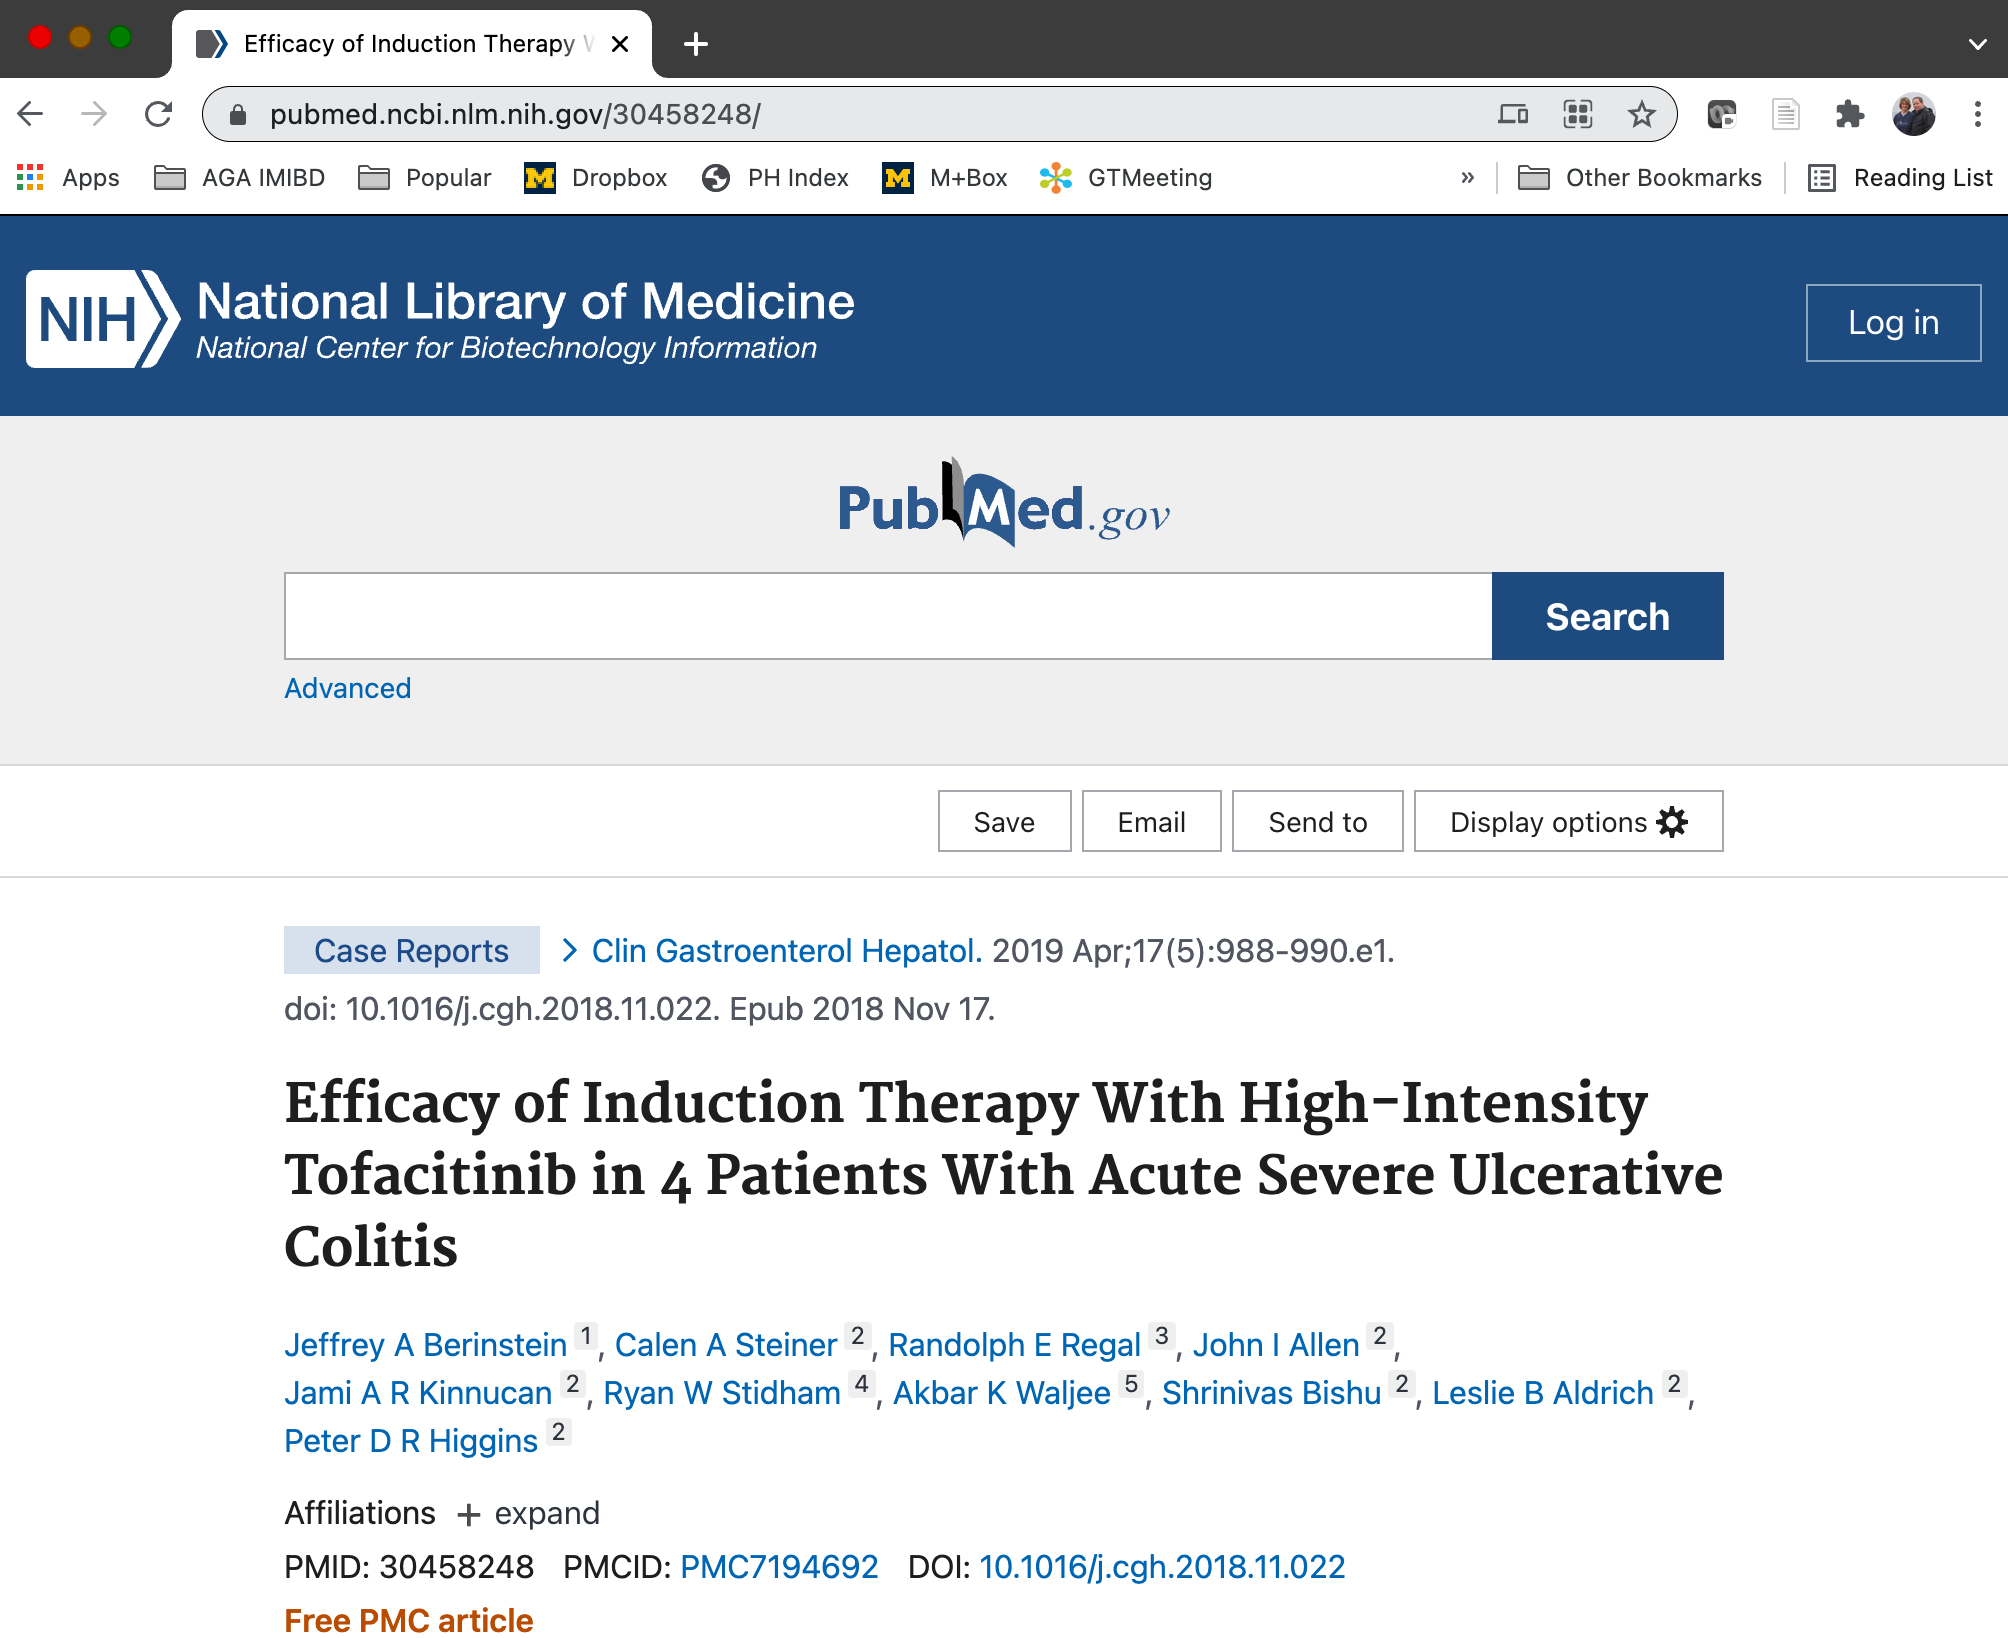 Efficacy of Induction Therapy
pubmed.ncbi.nlm.nih.gov/30458248/
Apps AGA IMIBD Popular Dropbox PH Index M+Box GTMeeting » Other Bookmarks Reading List
NIH National Library of Medicine
National Center for Biotechnology Information
Log in
PubMed.gov
Search
Advanced
Save Email Send to Display options
Case Reports > Clin Gastroenterol Hepatol. 2019 Apr;17(5):988-990.e1.
doi: 10.1016/j.cgh.2018.11.022. Epub 2018 Nov 17.
Efficacy of Induction Therapy With High-Intensity
Tofacitinib in 4 Patients With Acute Severe Ulcerative
Colitis
Jeffrey A Berinstein 1, Calen A Steiner 2, Randolph E Regal 3, John I Allen 2,
Jami A R Kinnucan 2, Ryan W Stidham 4, Akbar K Waljee 5, Shrinivas Bishu 2, Leslie B Aldrich 2,
Peter D R Higgins 2
Affiliations + expand
PMID: 30458248 PMCID: PMC7194692 DOI: 10.1016/j.cgh.2018.11.022
Free PMC article